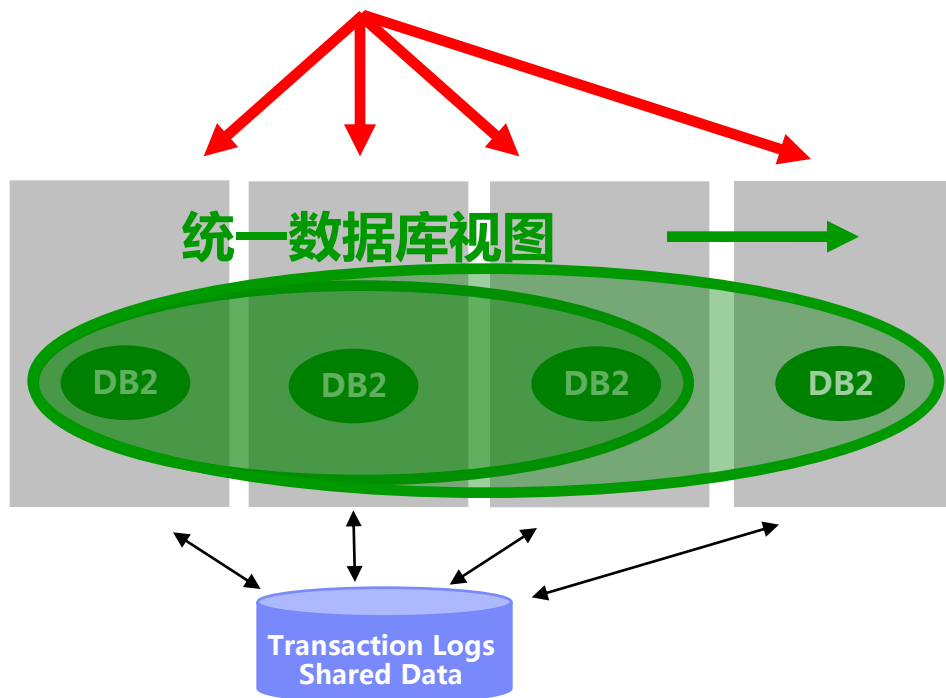 统一数据库视图
DB2
DB2
DB2
DB2
Transaction Logs
Shared Data